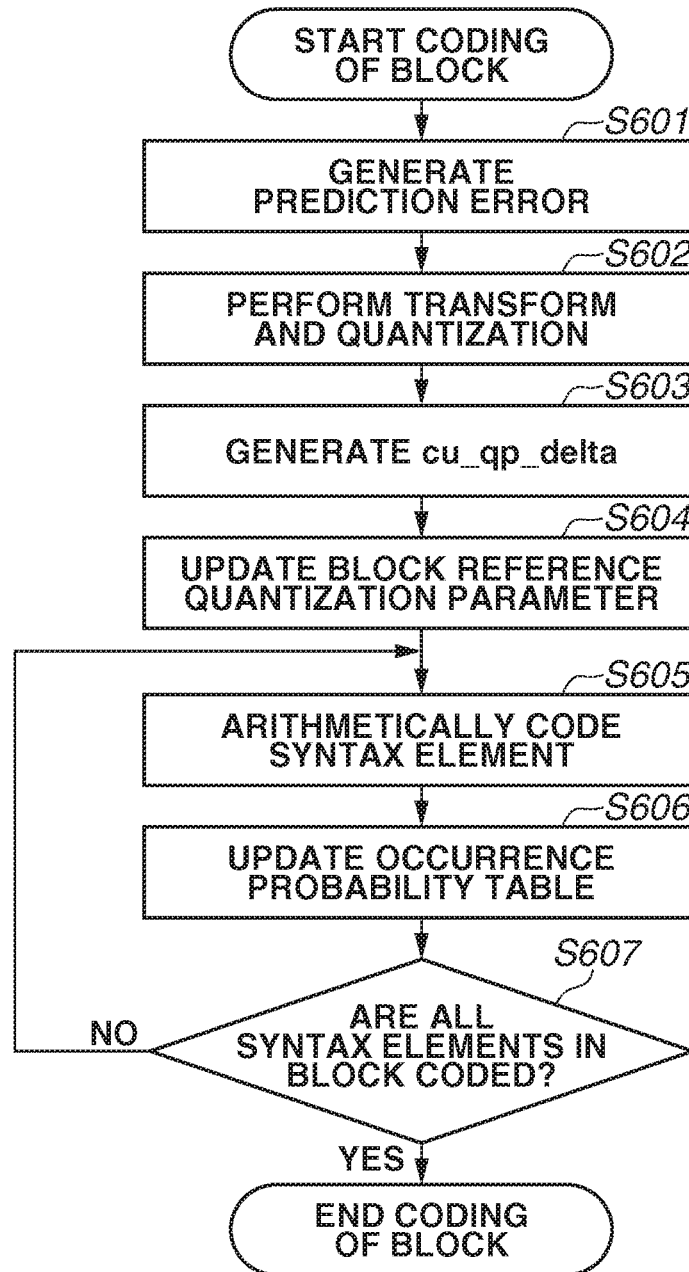 START CODING
OF BLOCK
S601
GENERATE
PREDICTION ERROR
S602
PERFORM TRANSFORM
AND QUANTIZATION
S603
GENERATE cu_qp_delta
S604
UPDATE BLOCK REFERENCE
QUANTIZATION PARAMETER
S605
ARITHMETICALLY CODE
SYNTAX ELEMENT
S606
UPDATE OCCURRENCE
PROBABILITY TABLE
S607
ARE ALL
SYNTAX ELEMENTS IN
BLOCK CODED?
NO
YES
END CODING
OF BLOCK